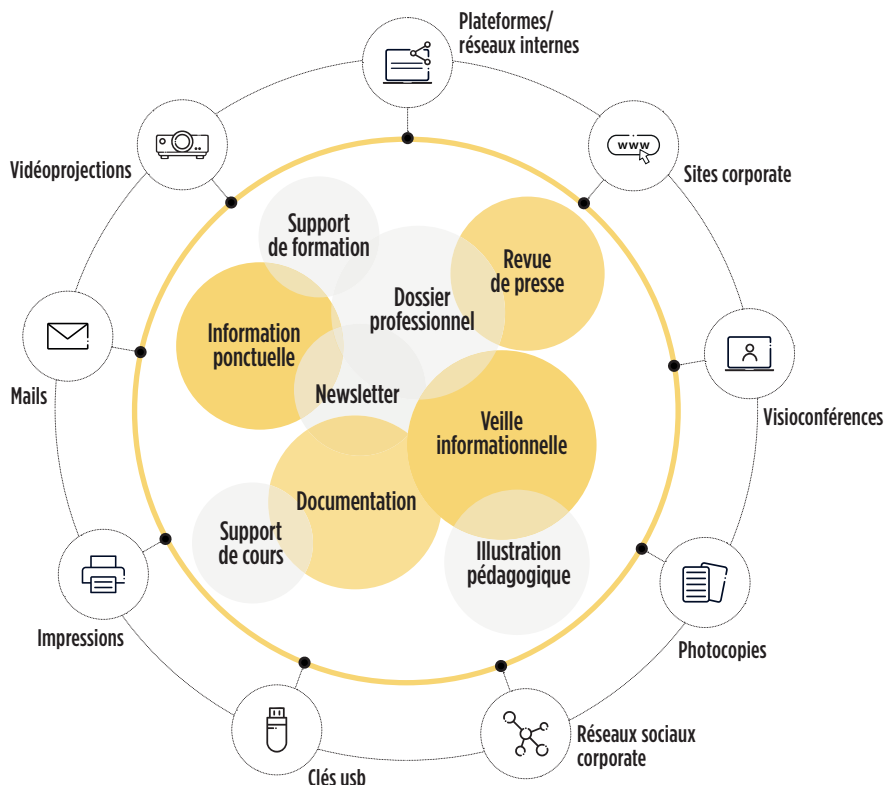 Plateformes/
réseaux internes
Vidéoprojections
www
Sites corporate
Support
de formation
Revue
de presse
Dossier
professionnel
Information
ponctuelle
Mails
Newsletter
Visioconférences
Veille
informationnelle
Documentation
Support
de cours
Illustration
pédagogique
Impressions
Photocopies
Réseaux sociaux
corporate
Clés usb